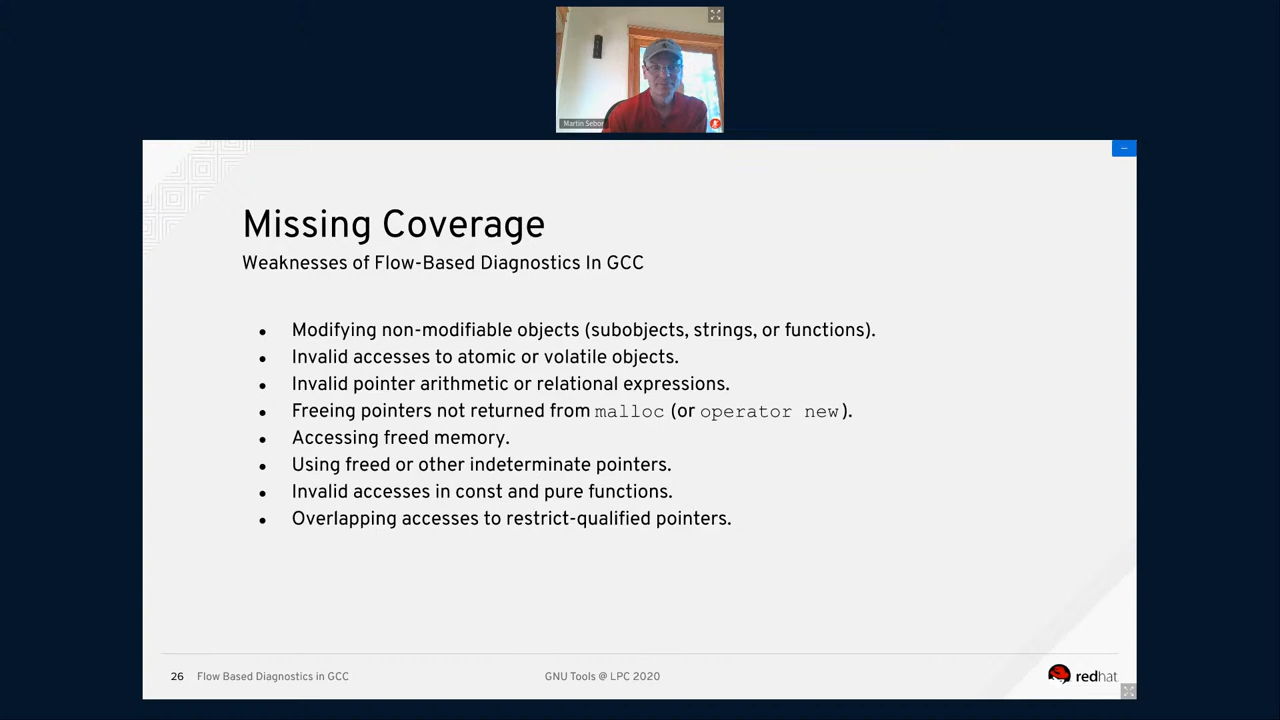 Martin Sebor
Missing Coverage
Weaknesses of Flow-Based Diagnostics In GCC
● Modifying non-modifiable objects (subobjects, strings, or functions).
● Invalid accesses to atomic or volatile objects.
● Invalid pointer arithmetic or relational expressions.
● Freeing pointers not returned from malloc (or operator new).
● Accessing freed memory.
● Using freed or other indeterminate pointers.
● Invalid accesses in const and pure functions.
● Overlapping accesses to restrict-qualified pointers.
26 Flow Based Diagnostics in GCC GNU Tools @ LPC 2020 redhat